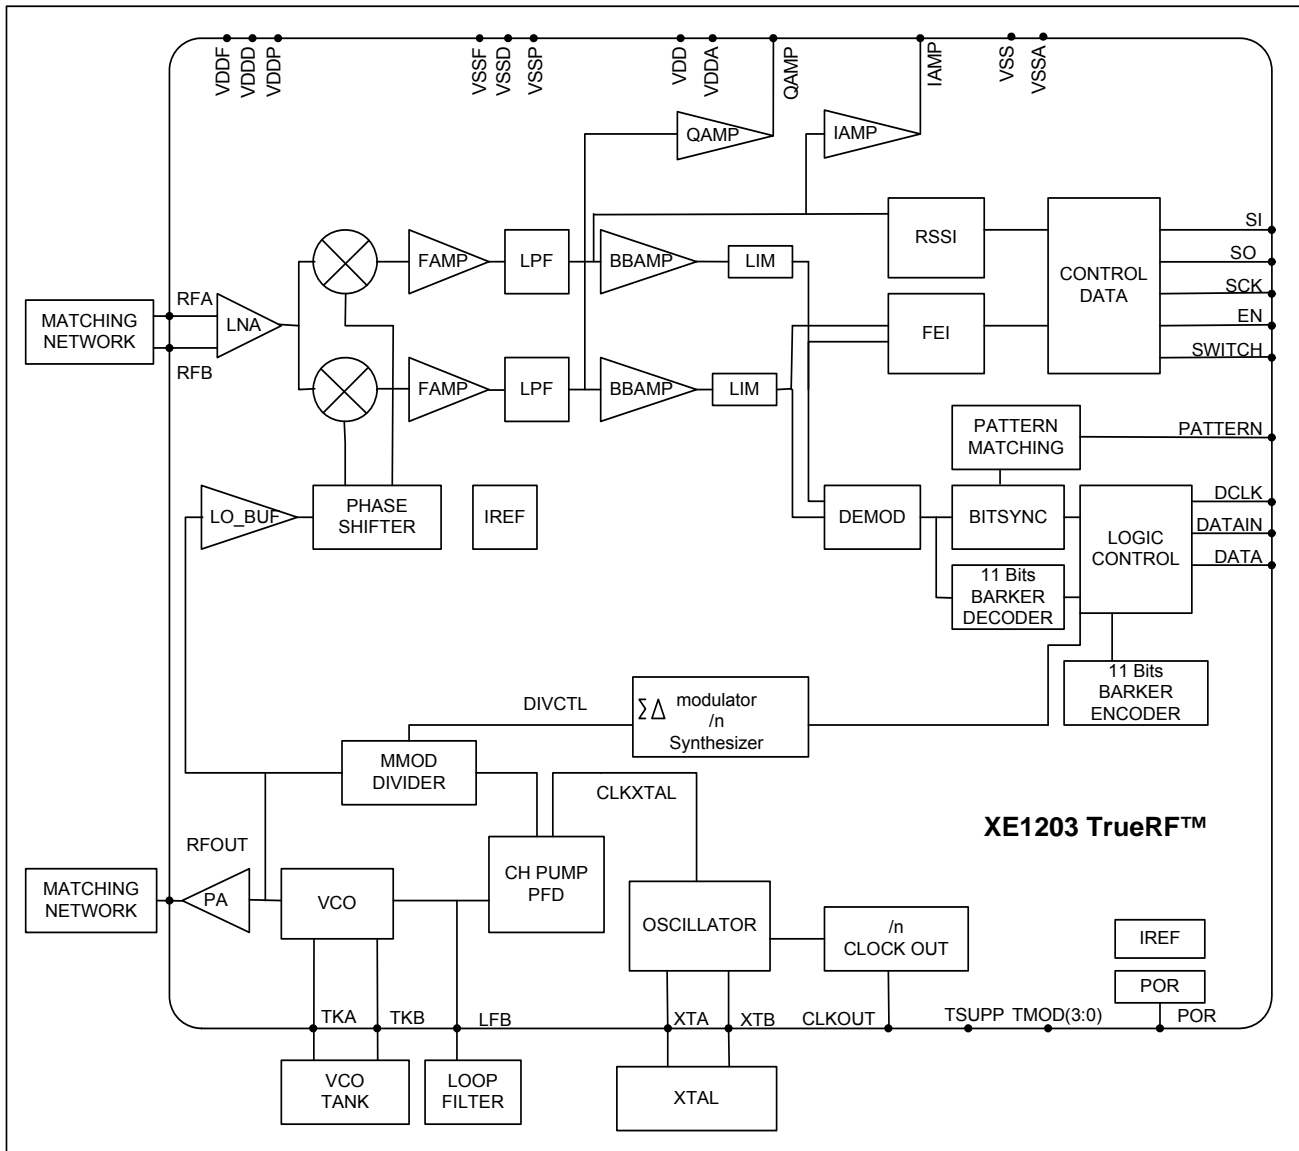 VDDF
VDDD
VDDP
VSSF
VSSD
VSSP
VDD
VDDA
QAMP
IAMP
VSS
VSSA
QAMP
IAMP
RSSI
CONTROL
DATA
SI
SO
SCK
EN
SWITCH
FAMP
LPF
BBAMP
LIM
MATCHING
NETWORK
RFA
RFB
LNA
FEI
FAMP
LPF
BBAMP
LIM
PATTERN
MATCHING
PATTERN
LO_BUF
PHASE
SHIFTER
IREF
DEMOD
BITSYNC
LOGIC
CONTROL
DCLK
DATAIN
DATA
11 Bits
BARKER
DECODER
11 Bits
BARKER
ENCODER
DIVCTL
ΣΔ modulator
/n
Synthesizer
MMOD
DIVIDER
CLKXTAL
XE1203 TrueRF™
RFOUT
MATCHING
NETWORK
PA
VCO
CH PUMP
PFD
OSCILLATOR
/n
CLOCK OUT
IREF
POR
TKA
TKB
LFB
XTA
XTB
CLKOUT
TSUPP
TMOD(3:0)
POR
VCO
TANK
LOOP
FILTER
XTAL